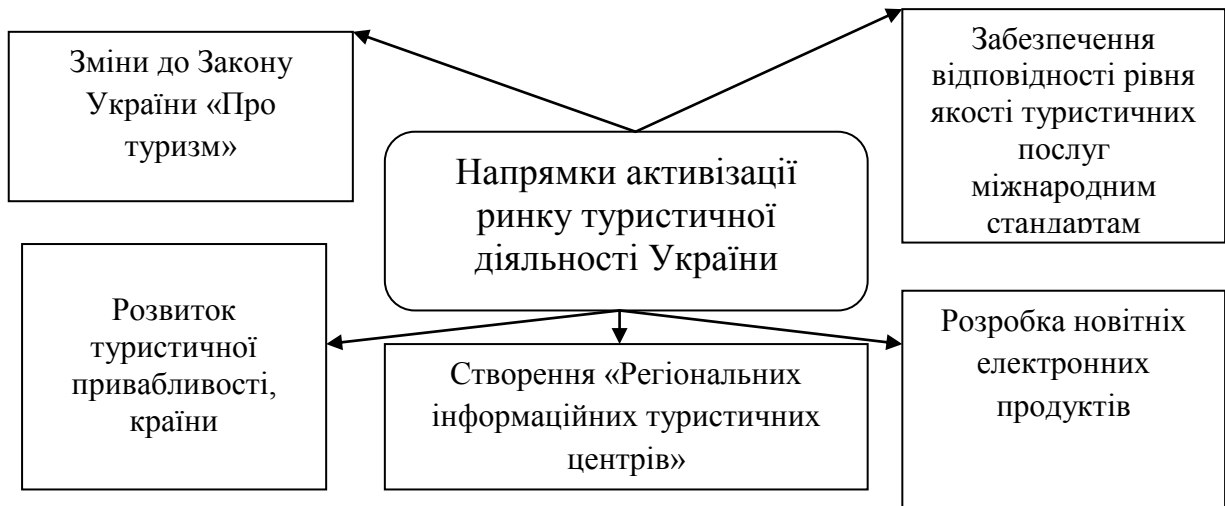 Зміни до Закону
України «Про
туризм»
Забезпечення
відповідності рівня
якості туристичних
послуг
міжнародним
стандартам
Напрямки активізації
ринку туристичної
діяльності України
Розвиток
туристичної
привабливості,
країни
Створення «Регіональних
інформаційних туристичних
центрів»
Розробка новітніх
електронних
продуктів